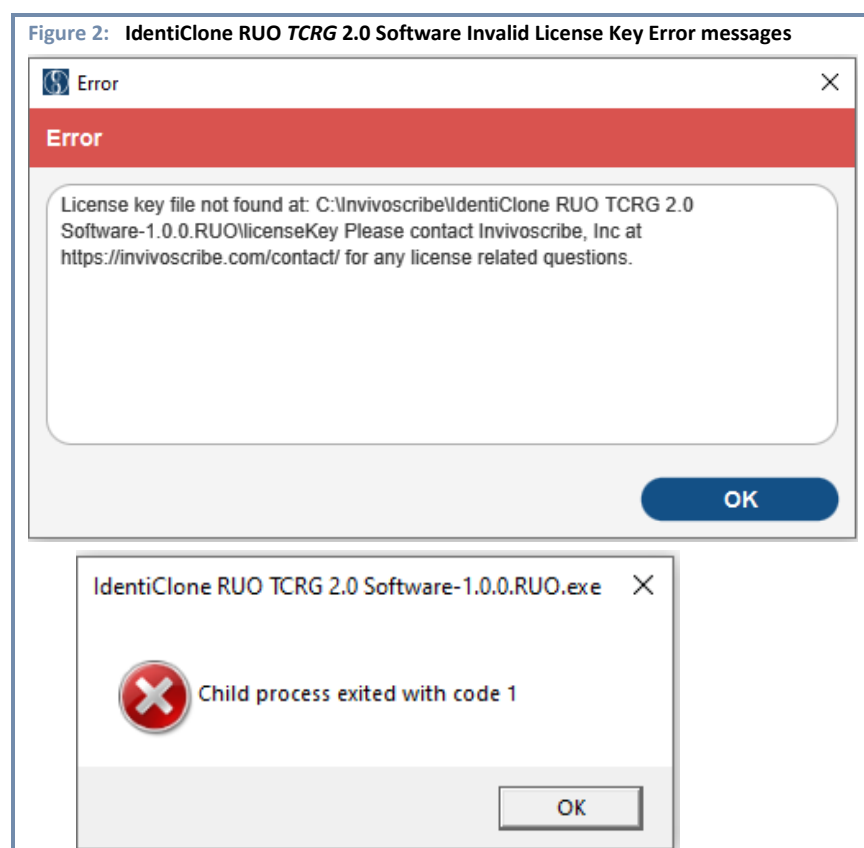 Figure 2: IdentiClone RUO TCRG 2.0 Software Invalid License Key Error messages
Error
Error
License key file not found at: C:\Invivoscribe\IdentiClone RUO TCRG 2.0
Software-1.0.0.RUO\licenseKey Please contact Invivoscribe, Inc at
https://invivoscribe.com/contact/ for any license related questions.
OK
IdentiClone RUO TCRG 2.0 Software-1.0.0.RUO.exe
Child process exited with code 1
OK